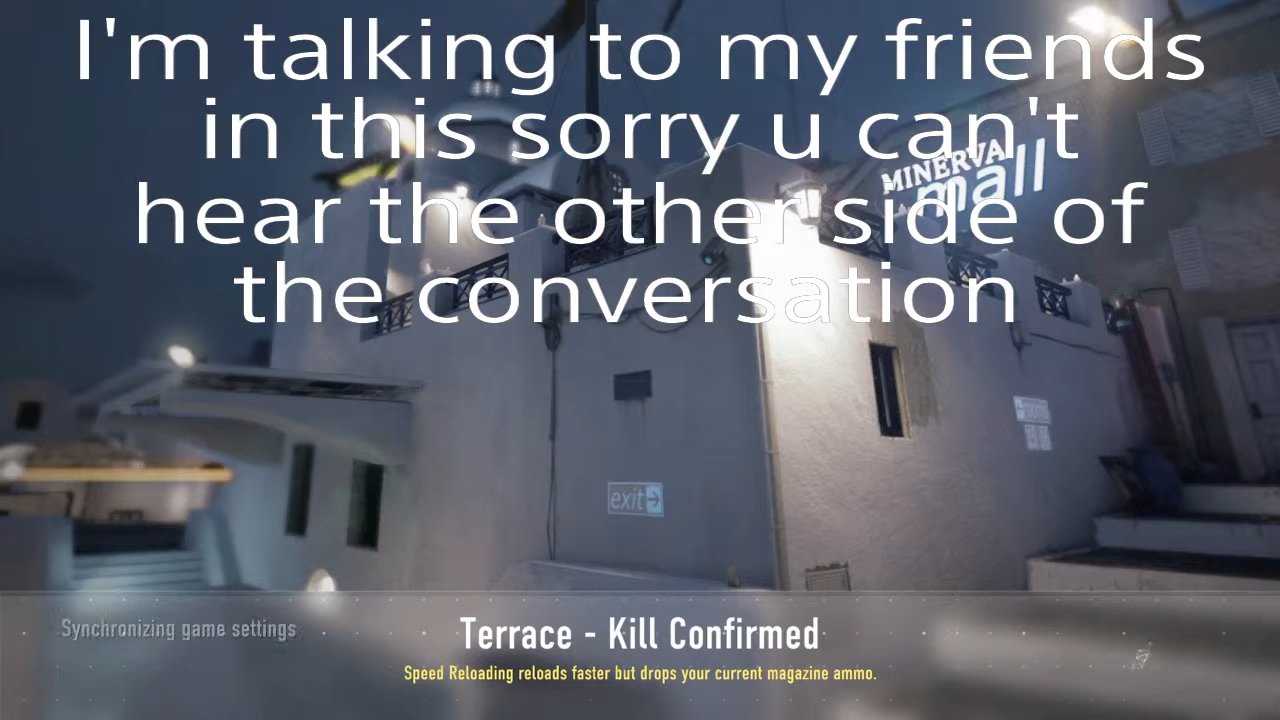 I'm talking to my friends
in this sorry u can't
hear the other side of
the conversation
MINERVA
mall
exit
Synchronizing game settings
Terrace - Kill Confirmed
Speed Reloading reloads faster but drops your current magazine ammo.